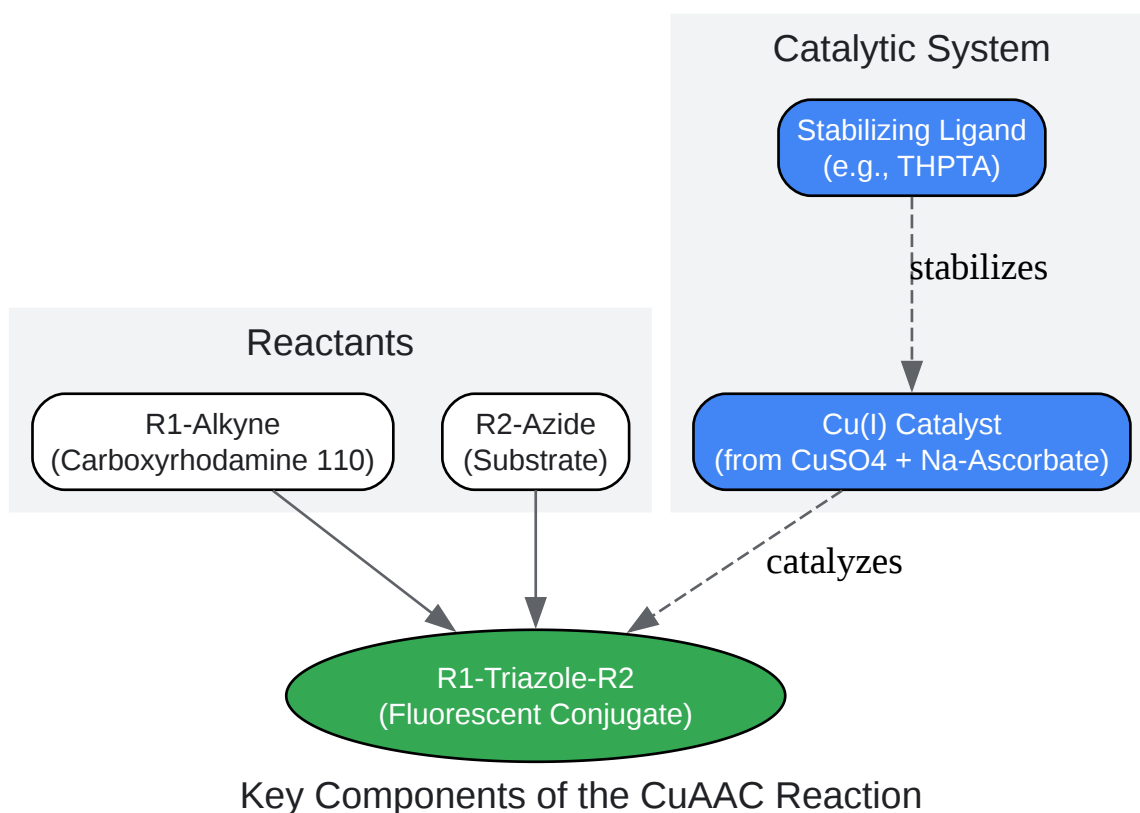 Catalytic System
Stabilizing Ligand
(e.g., THPTA)
stabilizes
Reactants
R1-Alkyne
(Carboxyrhodamine 110)
R2-Azide
(Substrate)
Cu(I) Catalyst
(from CuSO4 + Na-Ascorbate)
catalyzes
R1-Triazole-R2
(Fluorescent Conjugate)
Key Components of the CuAAC Reaction